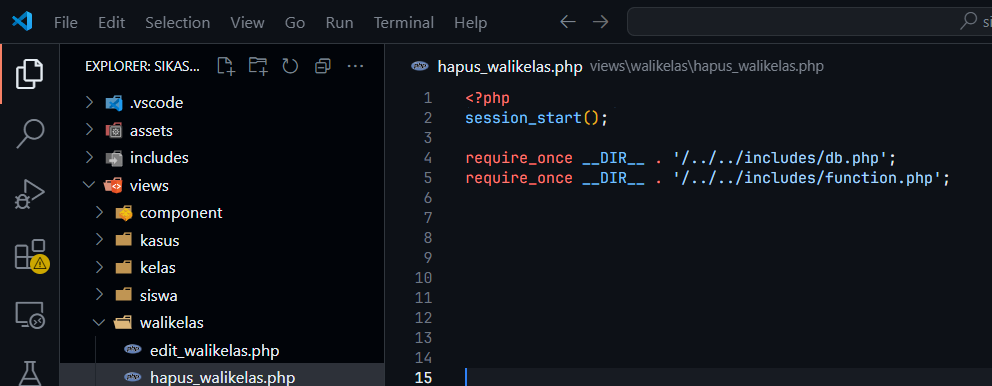 File Edit Selection View Go Run Terminal Help
EXPLORER: SIKAS...
.vscode
assets
includes
views
component
kasus
kelas
siswa
walikelas
edit_walikelas.php
hapus_walikelas.php
hapus_walikelas.php views\walikelas\hapus_walikelas.php
1 <?php
2 session_start();
3
4 require_once __DIR__ . '/../../includes/db.php';
5 require_once __DIR__ . '/../../includes/function.php';
6
7
8
9
10
11
12
13
14
15